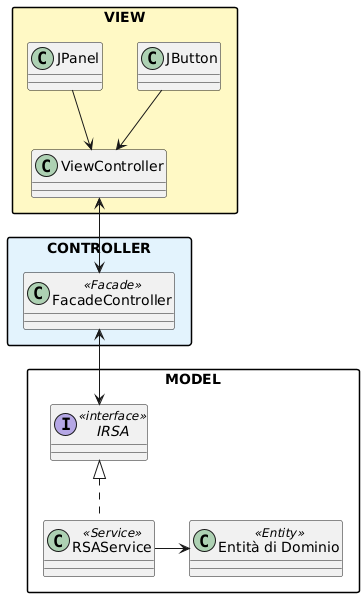 VIEW
C JPanel
C JButton
C ViewController
CONTROLLER
«Facade»
C FacadeController
MODEL
«interface»
I IRSA
«Service»
C RSAService
«Entity»
C Entità di Dominio